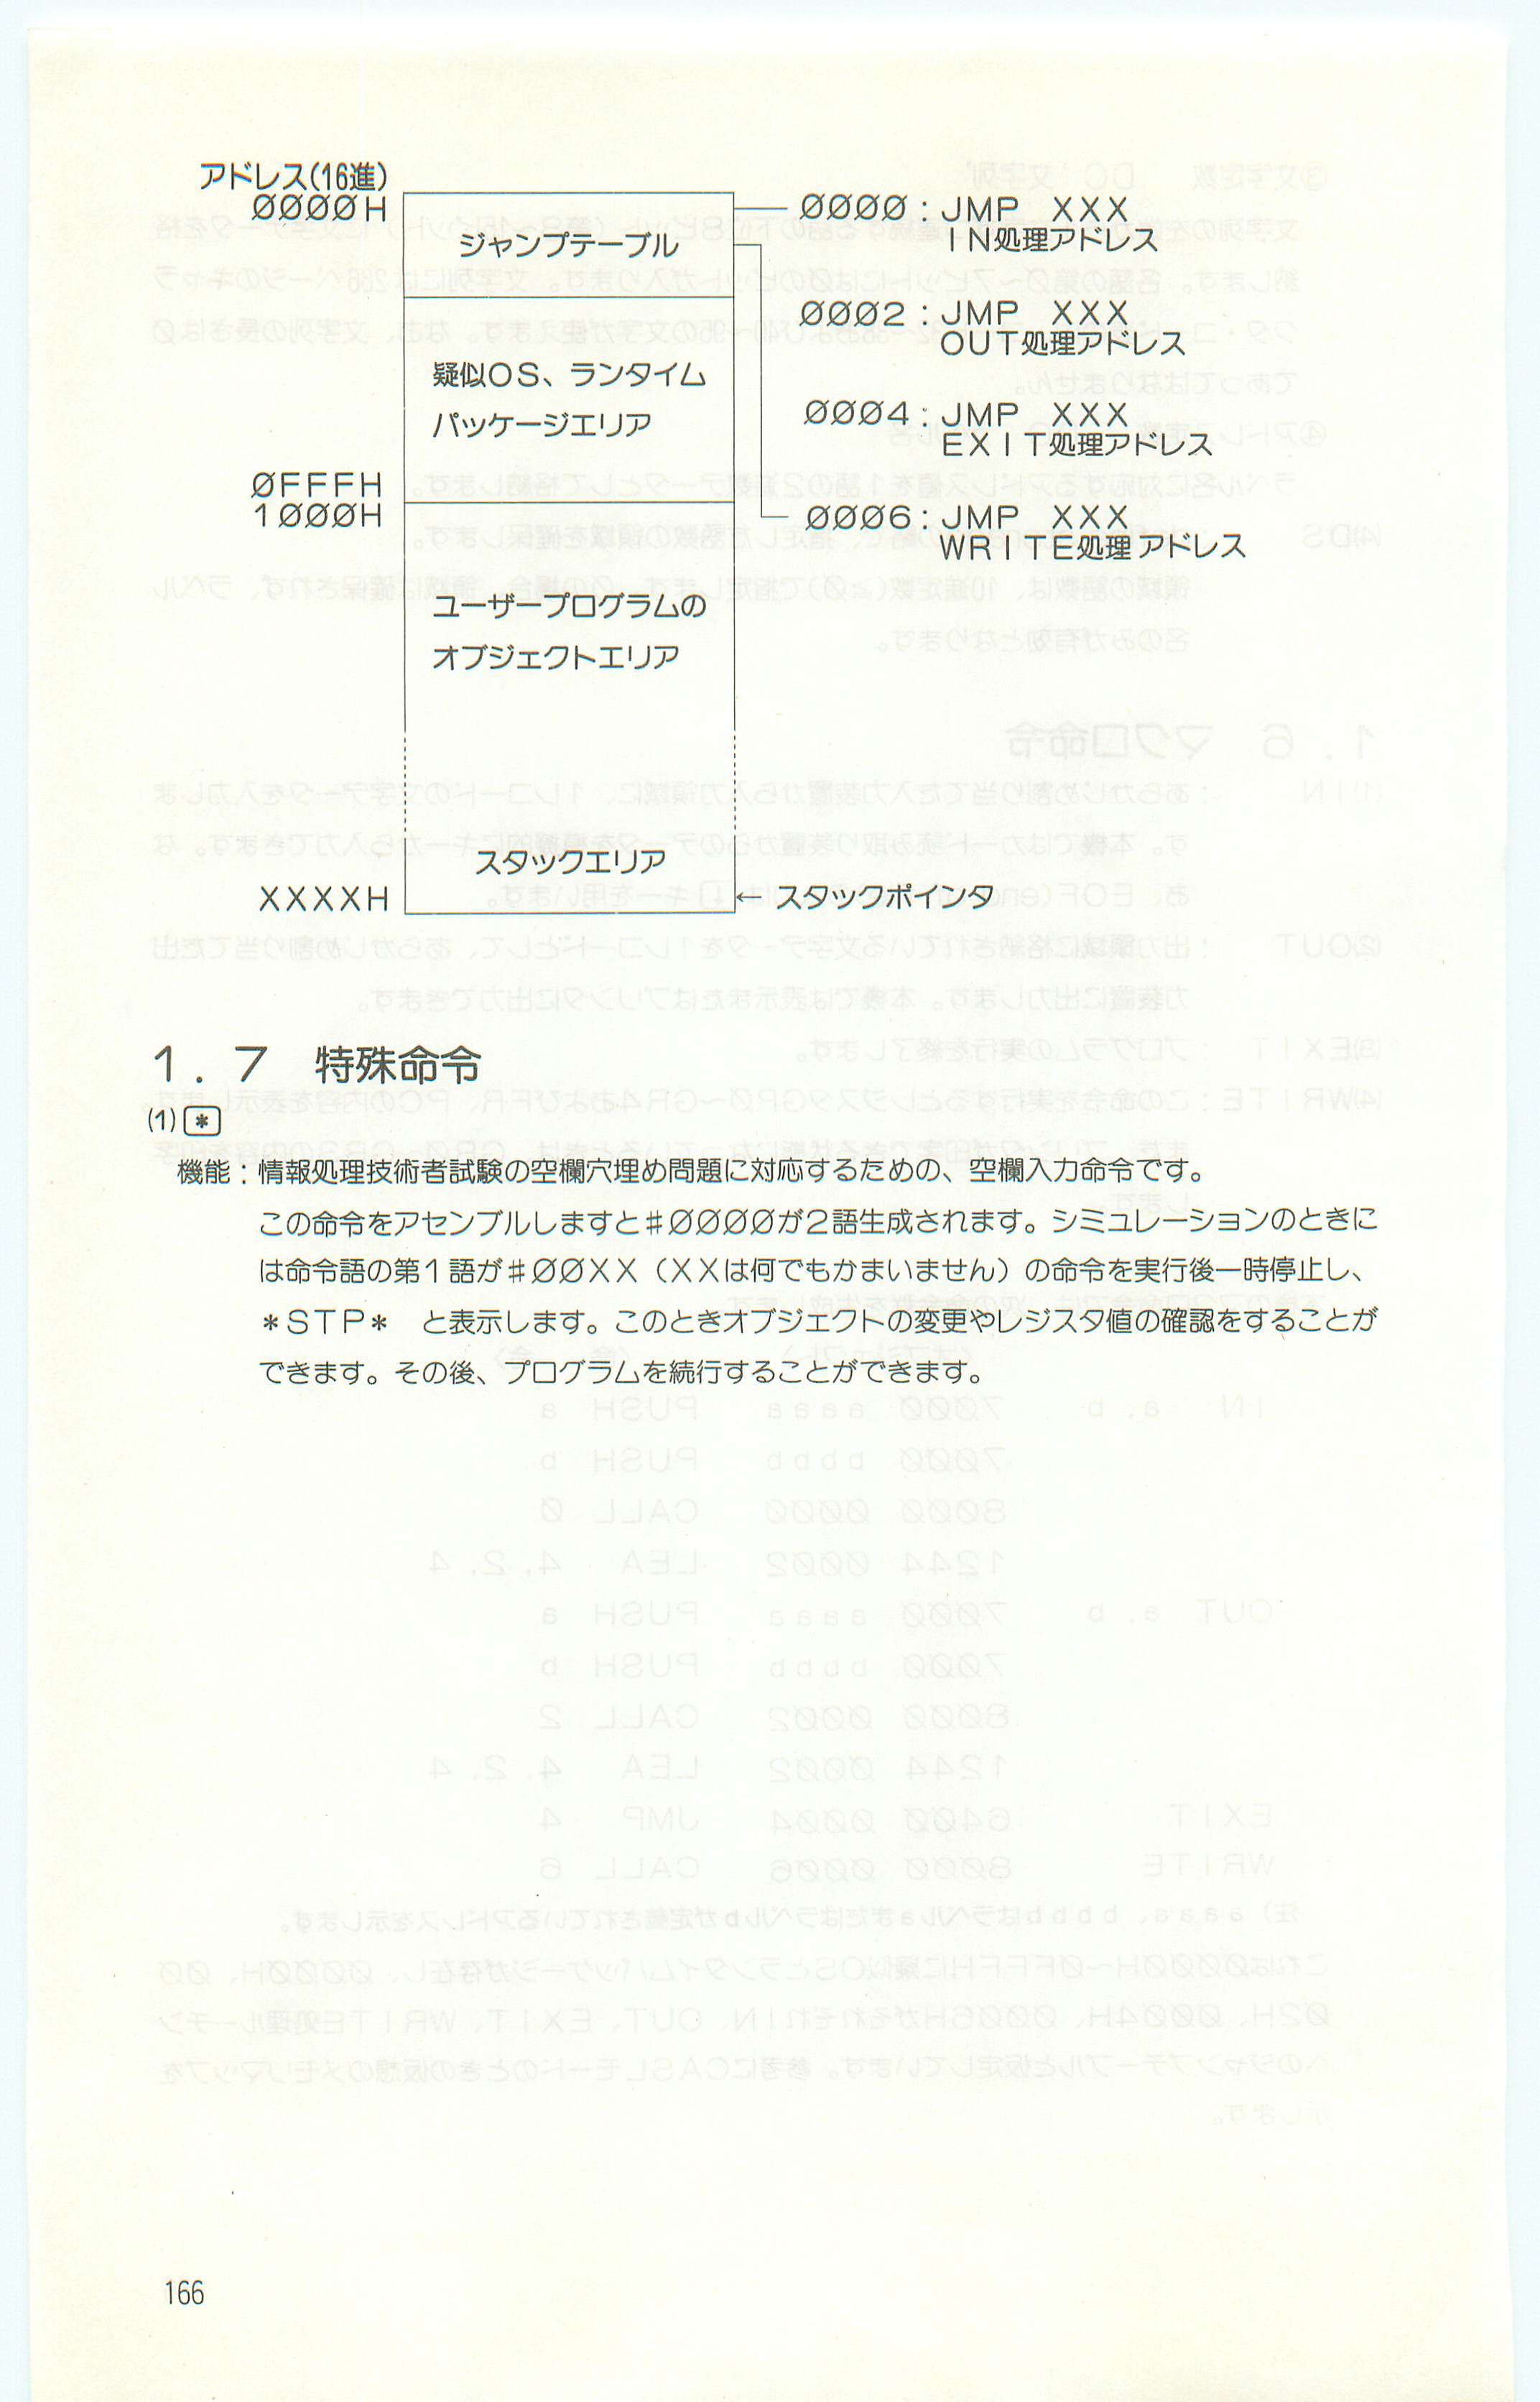 アドレス(16進)
0000H
ジャンプテーブル
0000:JMP XXX
IN処理アドレス
0002:JMP XXX
OUT処理アドレス
疑似OS、ランタイム
パッケージエリア
0004:JMP XXX
EXIT処理アドレス
0FFFH
1000H
0006:JMP XXX
WRITE処理アドレス
ユーザープログラムの
オブジェクトエリア
スタックエリア
XXXXH
← スタックポインタ
1.7 特殊命令
(1) *
機能:情報処理技術者試験の空欄穴埋め問題に対応するための、空欄入力命令です。
この命令をアセンブルしますと#0000が2語生成されます。シミュレーションのときに
は命令語の第1語が#00XX(XXは何でもかまいません)の命令を実行後一時停止し、
*STP* と表示します。このときオブジェクトの変更やレジスタ値の確認をすることが
できます。その後、プログラムを続行することができます。
166